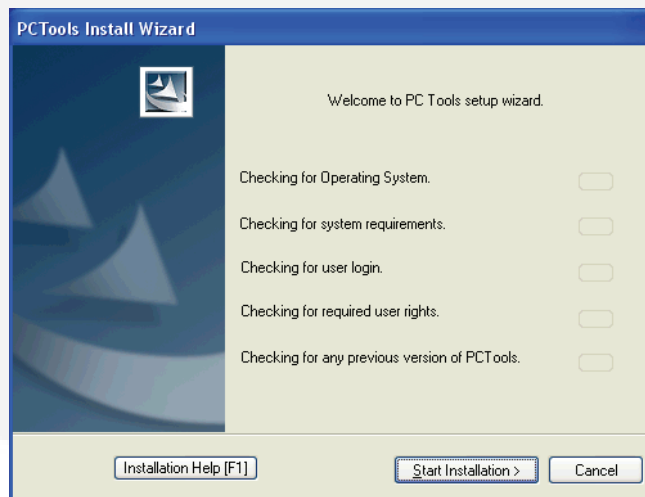 PCTools Install Wizard
Welcome to PC Tools setup wizard.
Checking for Operating System.
Checking for system requirements.
Checking for user login.
Checking for required user rights.
Checking for any previous version of PCTools.
Installation Help [F1]
Start Installation >
Cancel